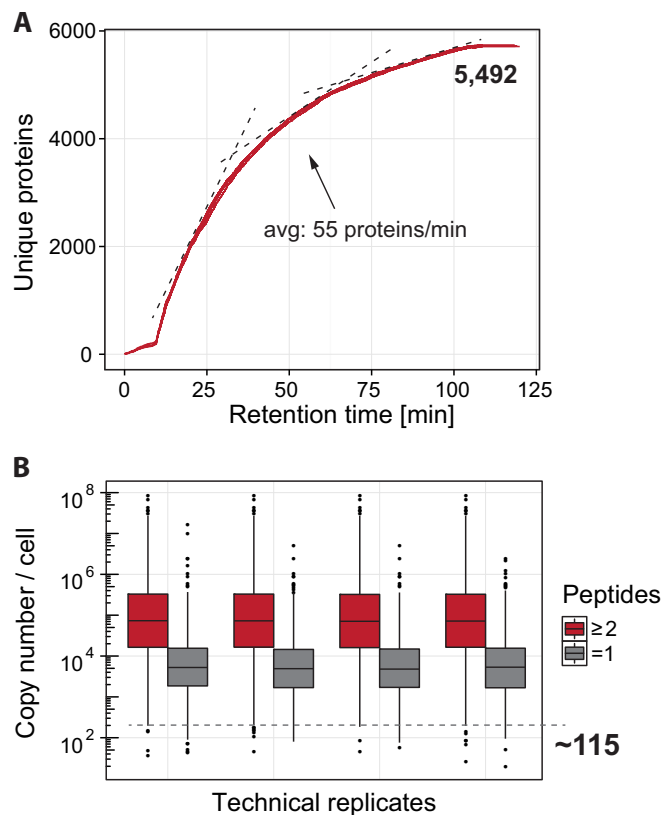 A
6000
4000
2000
0
Unique proteins
5,492
avg: 55 proteins/min
0 25 50 75 100 125
Retention time [min]
B
10^8
10^6
10^4
10^2
Copy number / cell
Peptides
≥2
=1
~115
Technical replicates